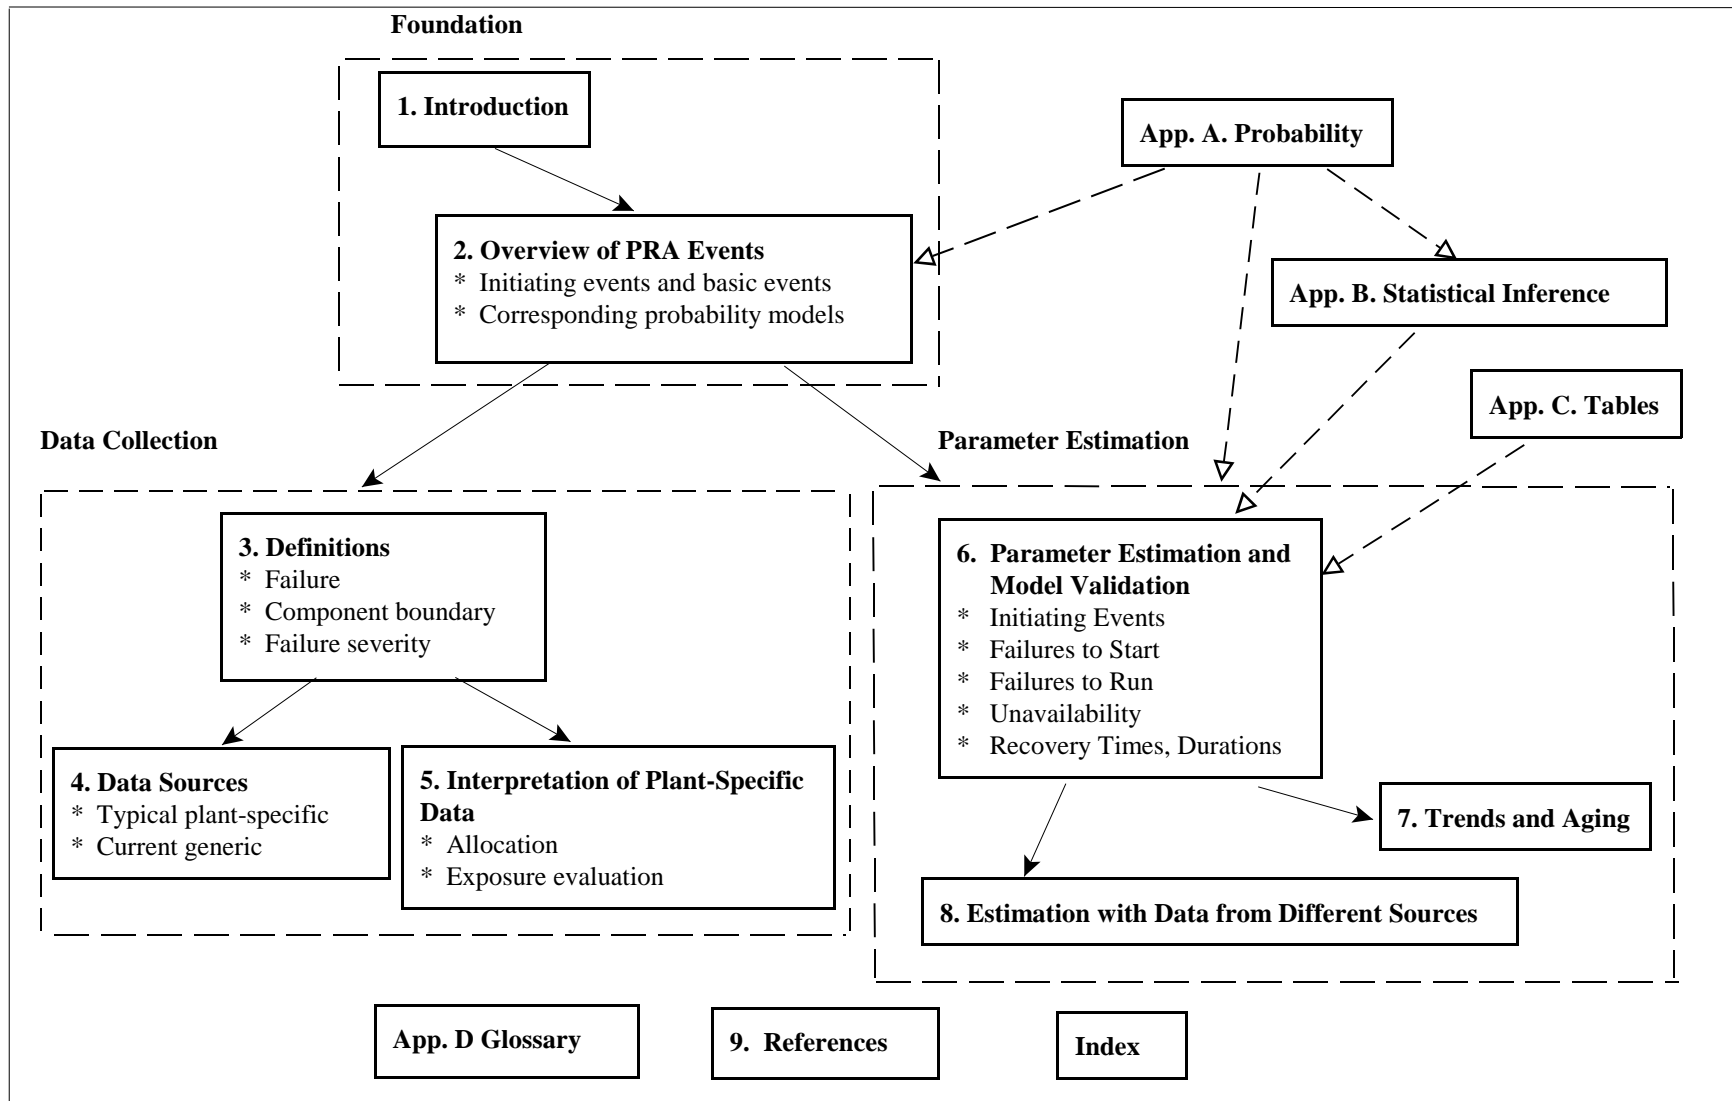 Foundation
1. Introduction
App. A. Probability
2. Overview of PRA Events
* Initiating events and basic events
* Corresponding probability models
App. B. Statistical Inference
App. C. Tables
Data Collection
Parameter Estimation
3. Definitions
* Failure
* Component boundary
* Failure severity
4. Data Sources
* Typical plant-specific
* Current generic
5. Interpretation of Plant-Specific
Data
* Allocation
* Exposure evaluation
6. Parameter Estimation and
Model Validation
* Initiating Events
* Failures to Start
* Failures to Run
* Unavailability
* Recovery Times, Durations
7. Trends and Aging
8. Estimation with Data from Different Sources
App. D Glossary
9. References
Index